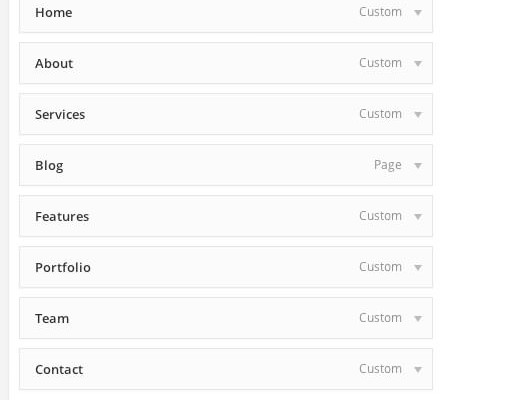 Home Custom
About Custom
Services Custom
Blog Page
Features Custom
Portfolio Custom
Team Custom
Contact Custom